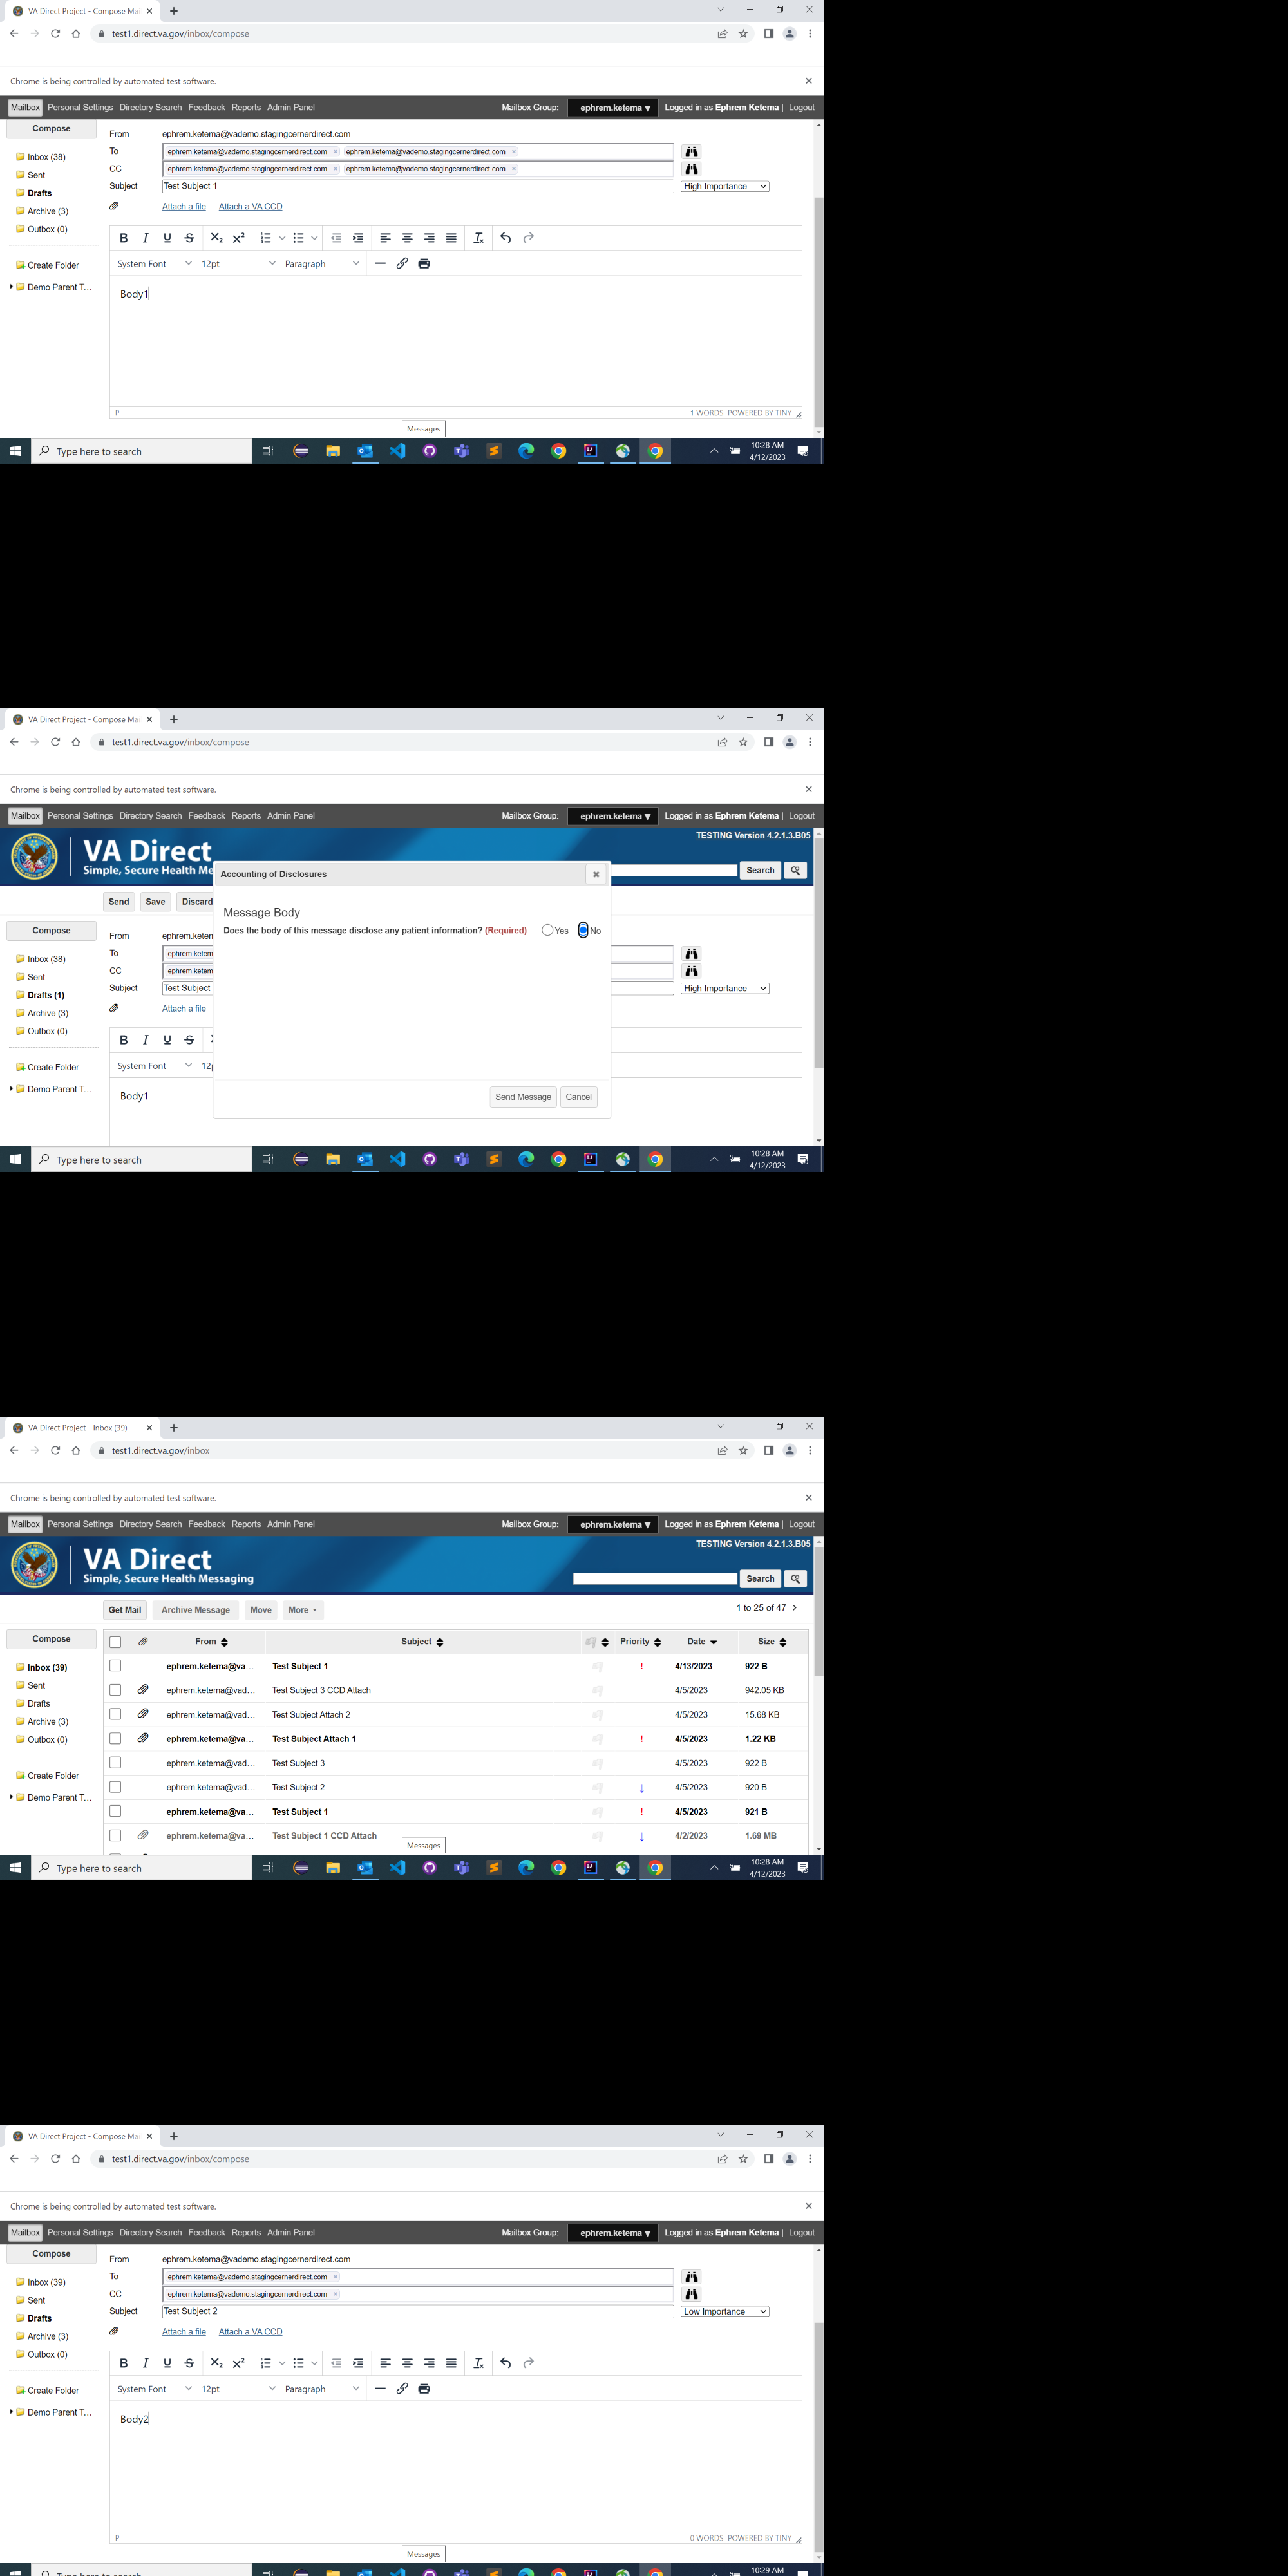 VA Direct Project - Compose Ma
test1.direct.va.gov/inbox/compose
Chrome is being controlled by automated test software.
Mailbox Personal Settings Directory Search Feedback Reports Admin Panel Mailbox Group: ephrem.ketema ▼ Logged in as Ephrem Ketema | Logout
Compose
From ephrem.ketema@vademo.stagingcernerdirect.com
Inbox (38)
To ephrem.ketema@vademo.stagingcernerdirect.com × ephrem.ketema@vademo.stagingcernerdirect.com ×
Sent
CC ephrem.ketema@vademo.stagingcernerdirect.com × ephrem.ketema@vademo.stagingcernerdirect.com ×
Drafts
Subject Test Subject 1 High Importance
Archive (3)
Attach a file Attach a VA CCD
Outbox (0)
Create Folder
System Font 12pt Paragraph
Demo Parent T...
Body1
P 1 WORDS POWERED BY TINY
Messages
Type here to search 10:28 AM
4/12/2023
VA Direct Project - Compose Ma
test1.direct.va.gov/inbox/compose
Chrome is being controlled by automated test software.
Mailbox Personal Settings Directory Search Feedback Reports Admin Panel Mailbox Group: ephrem.ketema ▼ Logged in as Ephrem Ketema | Logout
TESTING Version 4.2.1.3.B05
VA Direct
Simple, Secure Health Me
Search
Accounting of Disclosures
Send Save Discard
Message Body
Does the body of this message disclose any patient information? (Required) Yes No
Compose
From ephrem.keter
Inbox (38)
To ephrem.ketem
Sent
CC ephrem.ketem
Drafts (1)
Subject Test Subject High Importance
Archive (3)
Attach a file
Outbox (0)
Create Folder
System Font 12p
Demo Parent T...
Body1
Send Message Cancel
Type here to search 10:28 AM
4/12/2023
VA Direct Project - Inbox (39)
test1.direct.va.gov/inbox
Chrome is being controlled by automated test software.
Mailbox Personal Settings Directory Search Feedback Reports Admin Panel Mailbox Group: ephrem.ketema ▼ Logged in as Ephrem Ketema | Logout
TESTING Version 4.2.1.3.B05
VA Direct
Simple, Secure Health Messaging
Search
Get Mail Archive Message Move More 1 to 25 of 47
Compose
From Subject Priority Date Size
Inbox (39)
Sent
Drafts
Archive (3)
Outbox (0)
Create Folder
Demo Parent T...
ephrem.ketema@va... Test Subject 1 ! 4/13/2023 922 B
ephrem.ketema@vad... Test Subject 3 CCD Attach 4/5/2023 942.05 KB
ephrem.ketema@vad... Test Subject Attach 2 4/5/2023 15.68 KB
ephrem.ketema@va... Test Subject Attach 1 ! 4/5/2023 1.22 KB
ephrem.ketema@vad... Test Subject 3 4/5/2023 922 B
ephrem.ketema@vad... Test Subject 2 ↓ 4/5/2023 920 B
ephrem.ketema@va... Test Subject 1 ! 4/5/2023 921 B
ephrem.ketema@va... Test Subject 1 CCD Attach ↓ 4/2/2023 1.69 MB
Messages
Type here to search 10:28 AM
4/12/2023
VA Direct Project - Compose Ma
test1.direct.va.gov/inbox/compose
Chrome is being controlled by automated test software.
Mailbox Personal Settings Directory Search Feedback Reports Admin Panel Mailbox Group: ephrem.ketema ▼ Logged in as Ephrem Ketema | Logout
Compose
From ephrem.ketema@vademo.stagingcernerdirect.com
Inbox (39)
To ephrem.ketema@vademo.stagingcernerdirect.com ×
Sent
CC ephrem.ketema@vademo.stagingcernerdirect.com ×
Drafts
Subject Test Subject 2 Low Importance
Archive (3)
Attach a file Attach a VA CCD
Outbox (0)
Create Folder
System Font 12pt Paragraph
Demo Parent T...
Body2
P 0 WORDS POWERED BY TINY
Messages
10:29 AM